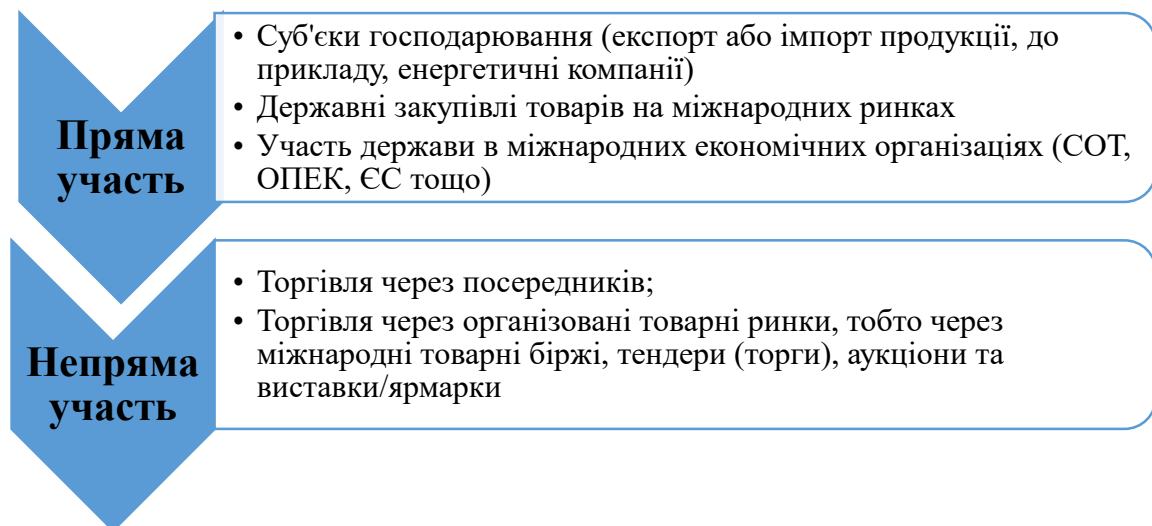 Пряма
участь
• Суб'єки господарювання (експорт або імпорт продукції, до
прикладу, енергетичні компанії)
• Державні закупівлі товарів на міжнародних ринках
• Участь держави в міжнародних економічних організаціях (СОТ,
ОПЕК, ЄС тощо)
Непряма
участь
• Торгівля через посередників;
• Торгівля через організовані товарні ринки, тобто через
міжнародні товарні біржі, тендери (торги), аукціони та
виставки/ярмарки